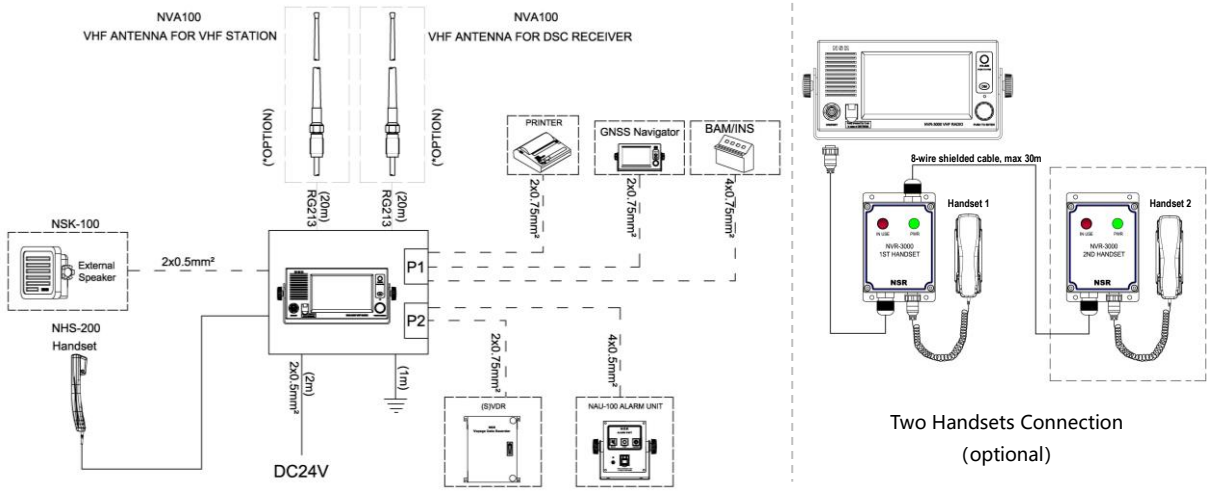 NVA100
VHF ANTENNA FOR VHF STATION
NVA100
VHF ANTENNA FOR DSC RECEIVER
(*OPTION)
(*OPTION)
(20m)
RG213
(20m)
RG213
PRINTER
2x0.75mm²
GNSS Navigator
2x0.75mm²
BAM/INS
4x0.75mm²
NSK-100
External
Speaker
2x0.5mm²
NHS-200
Handset
P1
P2
(2m)
2x0.5mm²
DC24V
(1m)
2x0.75mm²
(S)VDR
4x0.5mm²
NAU-100 ALARM UNIT
NVR-3000 VHF RADIO
8-wire shielded cable, max 30m
IN USE
PWR
NVR-3000
1ST HANDSET
NSR
Handset 1
IN USE
PWR
NVR-3000
2ND HANDSET
NSR
Handset 2
Two Handsets Connection
(optional)